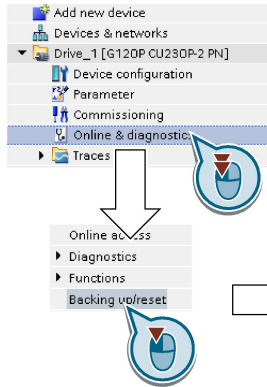 Add new device
Devices & networks
Drive_1 [G120P CU230P-2 PN]
Device configuration
Parameter
Commissioning
Online & diagnostic
Traces
Online access
Diagnostics
Functions
Backing up/reset